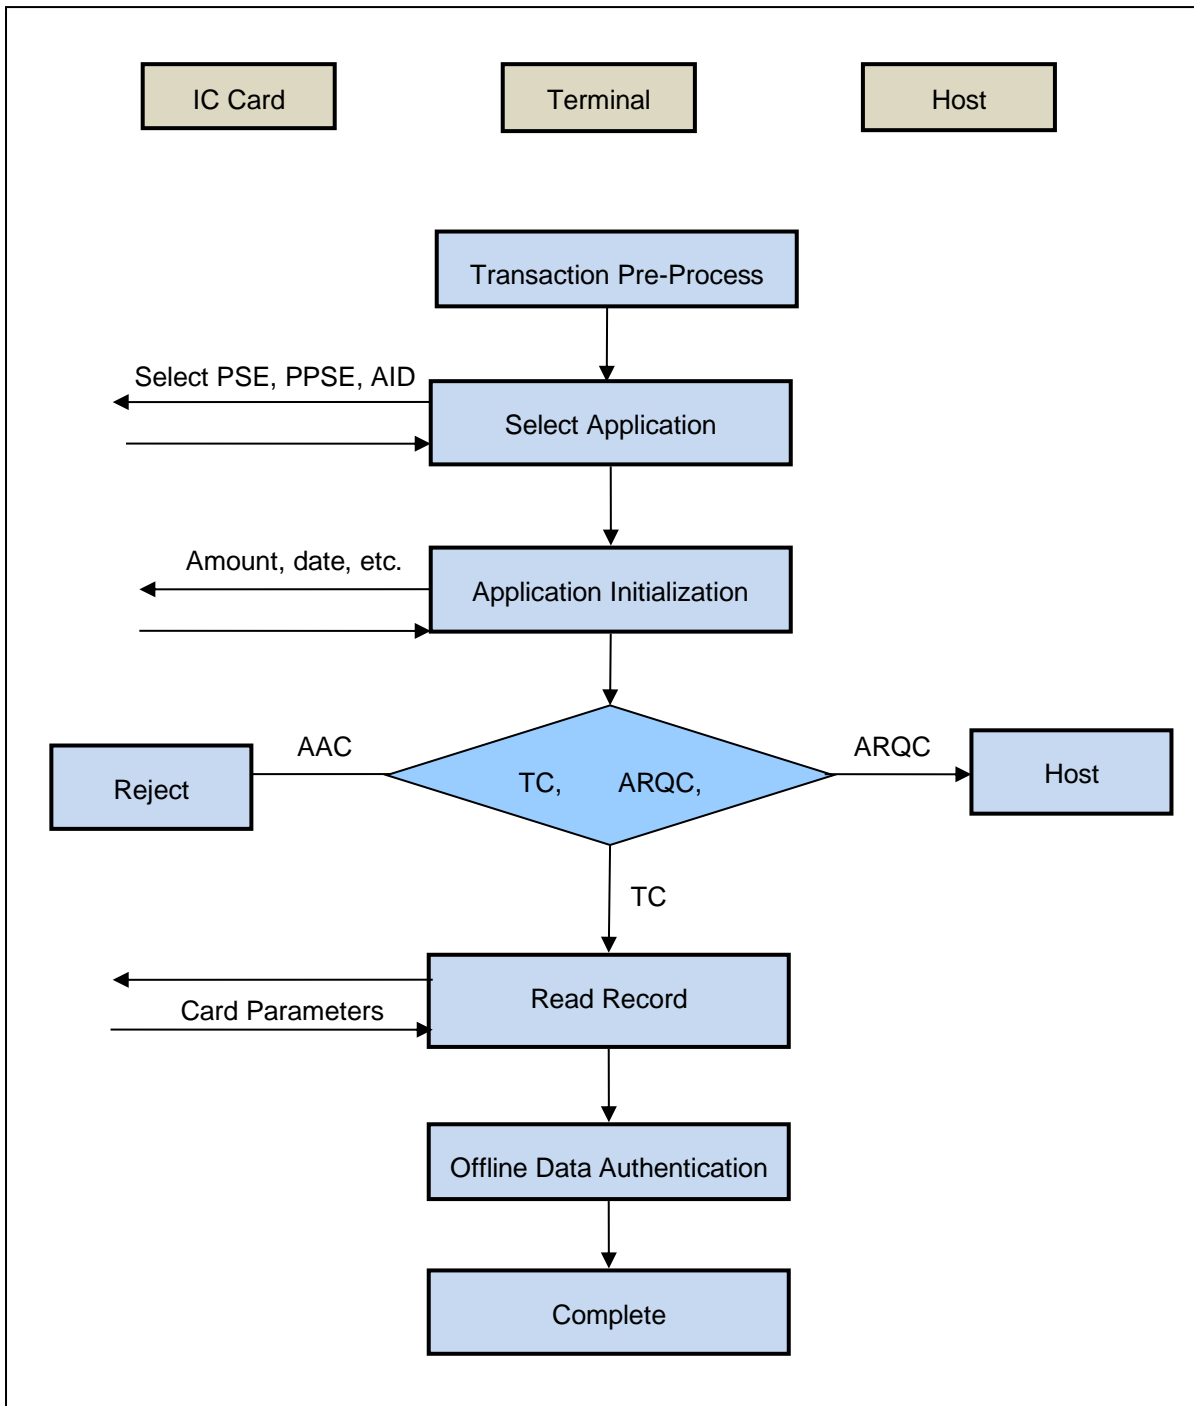 IC Card
Terminal
Host
Transaction Pre-Process
Select PSE, PPSE, AID
Select Application
Amount, date, etc.
Application Initialization
AAC
ARQC
Reject
TC, ARQC,
Host
TC
Read Record
Card Parameters
Offline Data Authentication
Complete